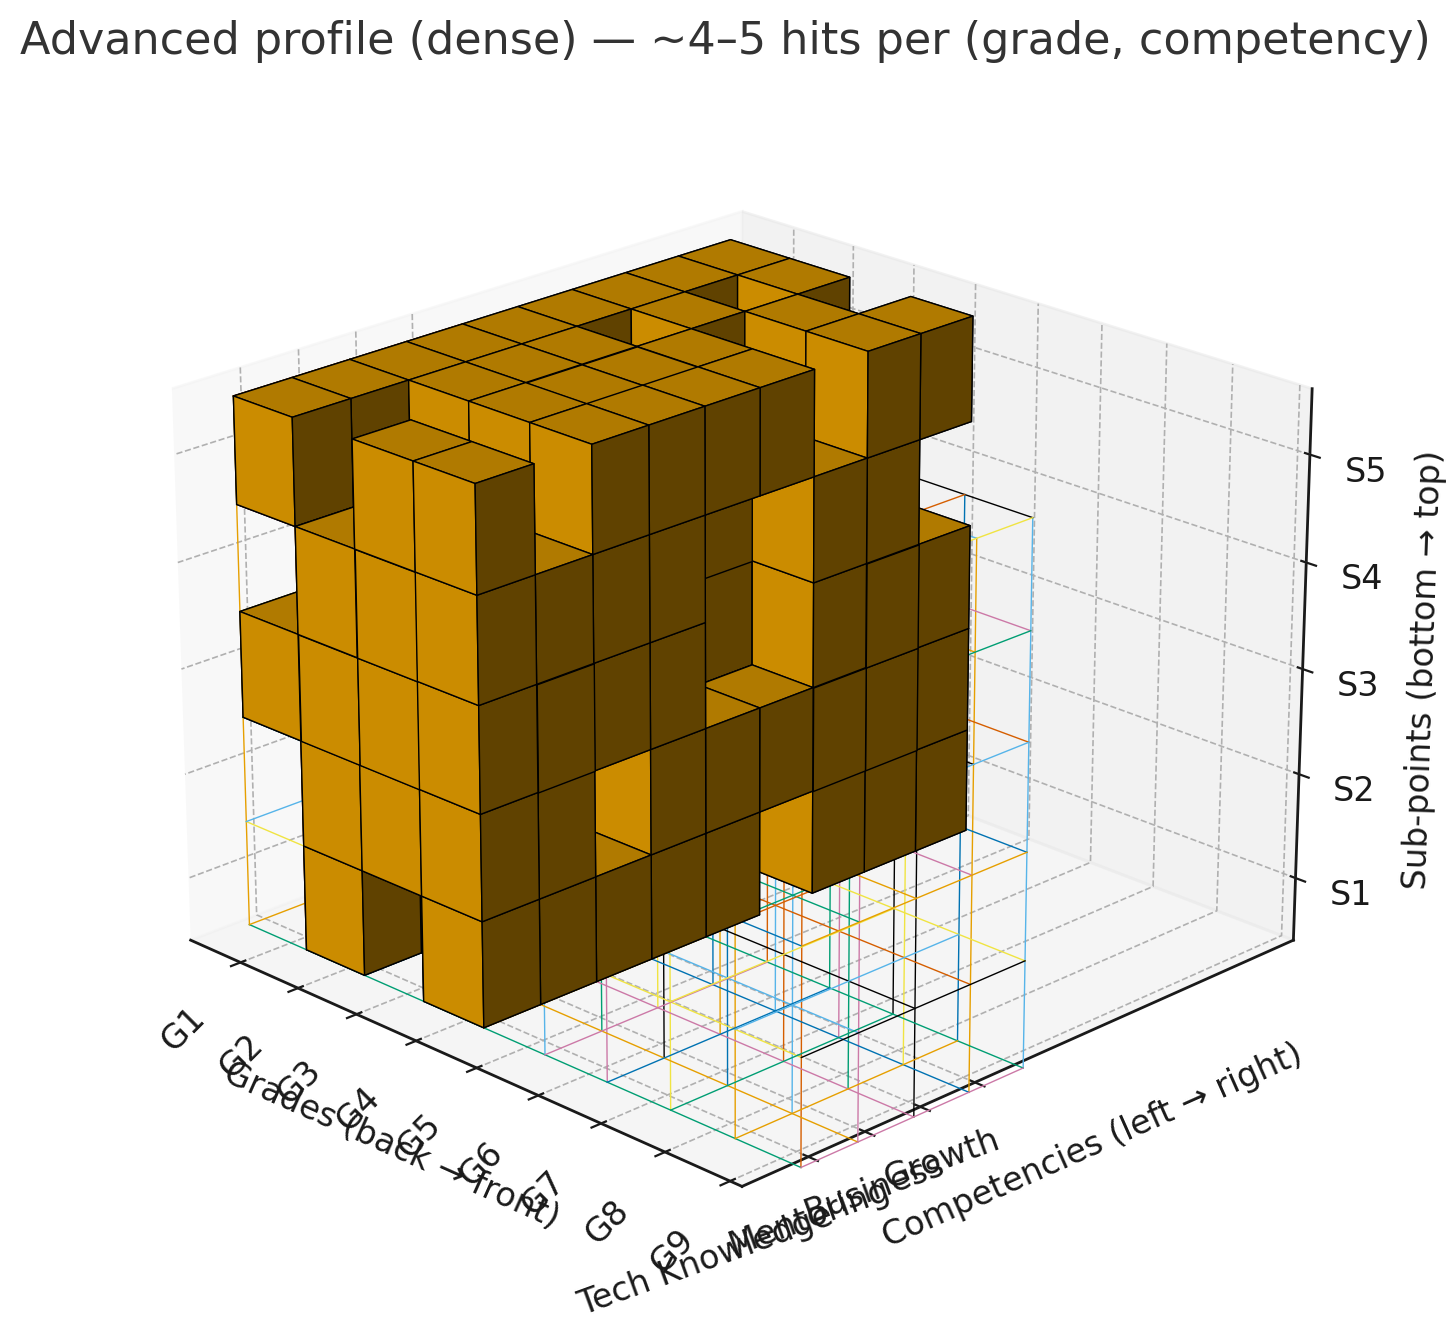 Advanced profile (dense) — ~4–5 hits per (grade, competency)
S5
S4
S3
S2
S1
Sub-points (bottom → top)
G1
G2
G3
G4
G5
G6
G7
G8
G9
Grades (back → front)
Tech Knowledge
Mentoring
Business
Growth
Competencies (left → right)